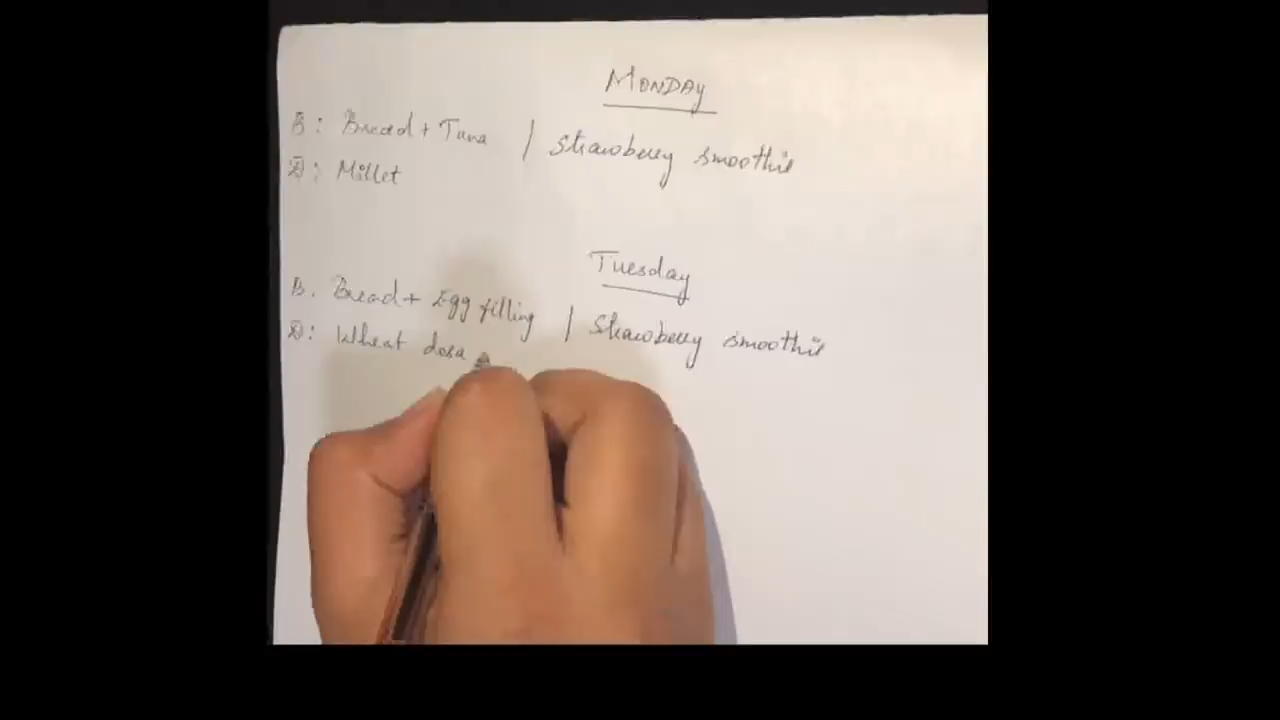 MONDAY
B: Bread + Tuna | Strawberry smoothie
D: Millet
Tuesday
B. Bread + Egg filling | Strawberry smoothie
D: Wheat dosa